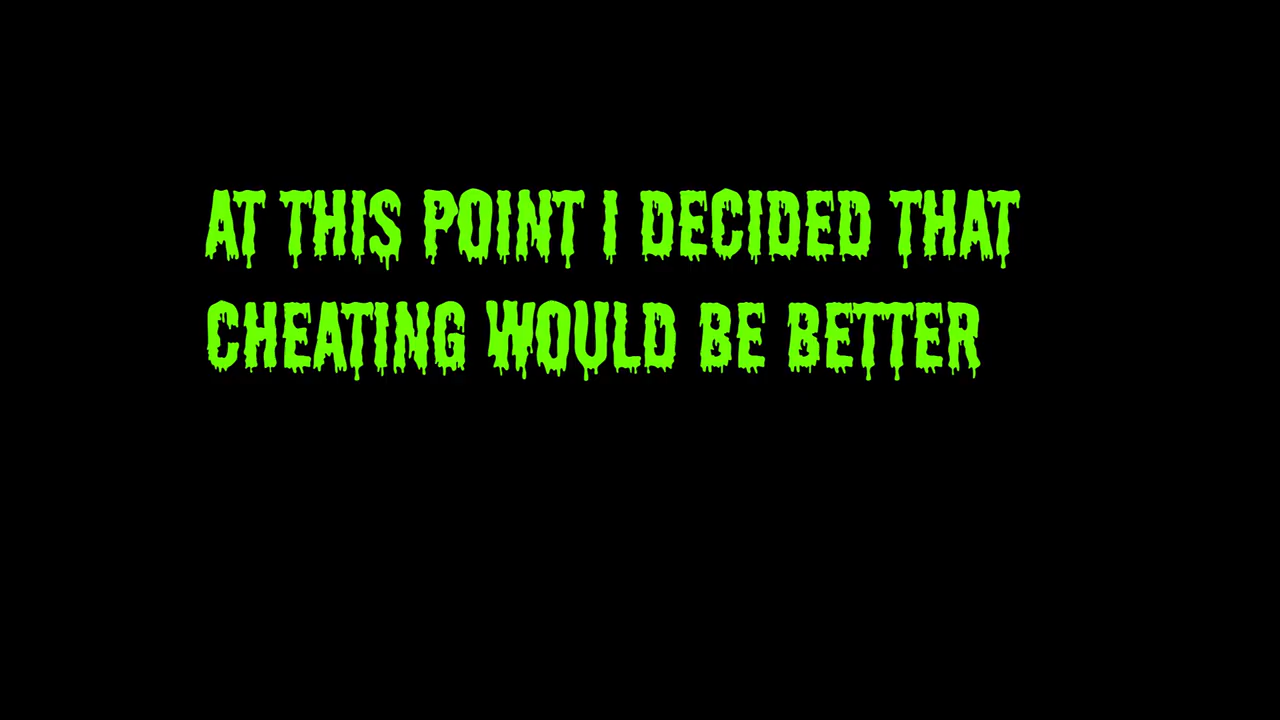 AT THIS POINT I DECIDED THAT
CHEATING WOULD BE BETTER